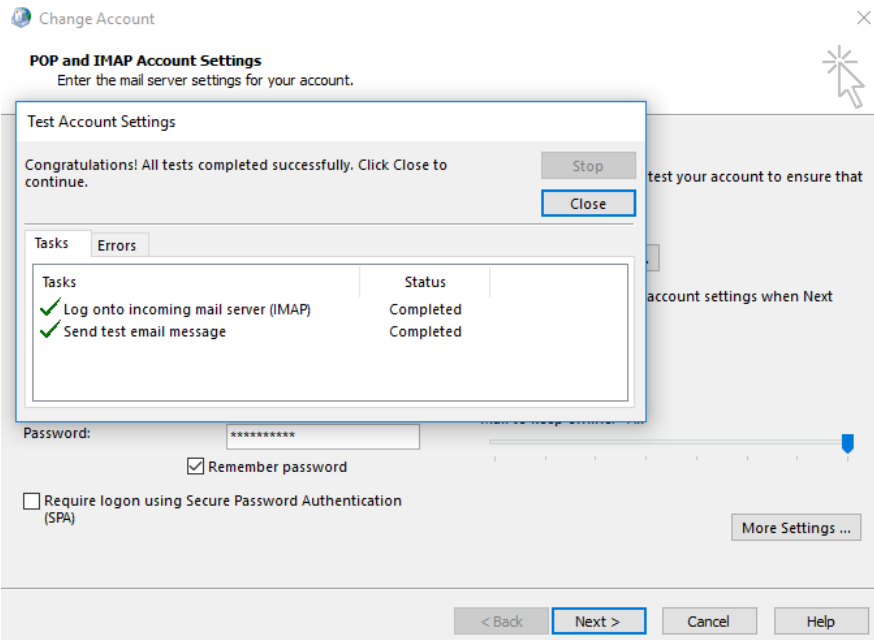 Change Account
POP and IMAP Account Settings
Enter the mail server settings for your account.
Test Account Settings
Congratulations! All tests completed successfully. Click Close to
continue.
Stop
Close
test your account to ensure that
Tasks
Errors
Tasks Status
Log onto incoming mail server (IMAP) Completed
Send test email message Completed
account settings when Next
Password:
**********
Remember password
Require logon using Secure Password Authentication
(SPA)
More Settings ...
< Back
Next >
Cancel
Help